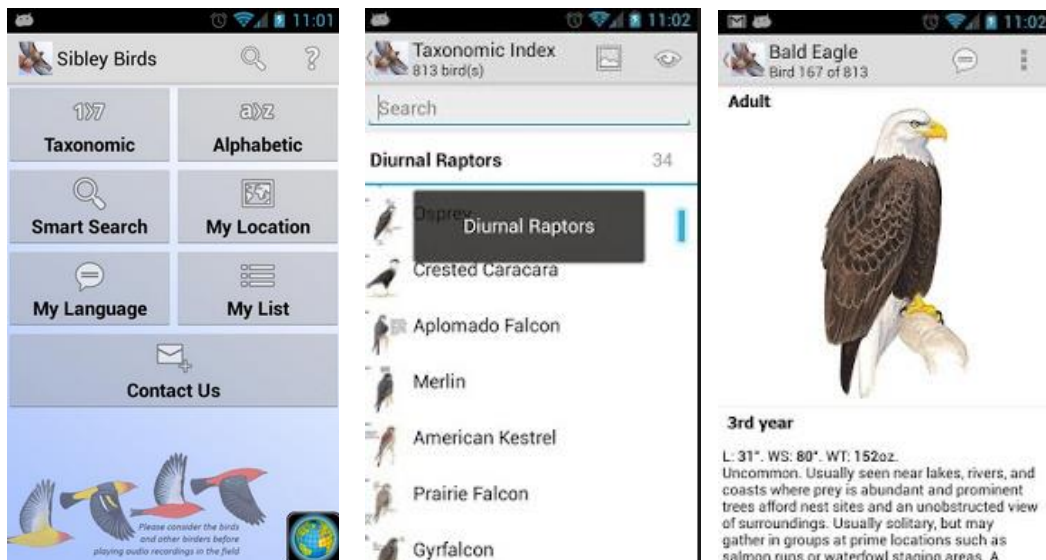 11:01
Sibley Birds
?
1>7
Taxonomic
a>z
Alphabetic
Smart Search
My Location
My Language
My List
Contact Us
Please consider the birds
and other birders before
playing audio recordings in the field
11:02
Taxonomic Index
813 bird(s)
Search
Diurnal Raptors 34
Osprey
Diurnal Raptors
Crested Caracara
Aplomado Falcon
Merlin
American Kestrel
Prairie Falcon
Gyrfalcon
11:02
Bald Eagle
Bird 167 of 813
Adult
3rd year
L: 31". WS: 80". WT: 152oz.
Uncommon. Usually seen near lakes, rivers, and
coasts where prey is abundant and prominent
trees afford nest sites and an unobstructed view
of surroundings. Usually solitary, but may
gather in groups at prime locations such as
salmon runs or waterfowl staging areas. A